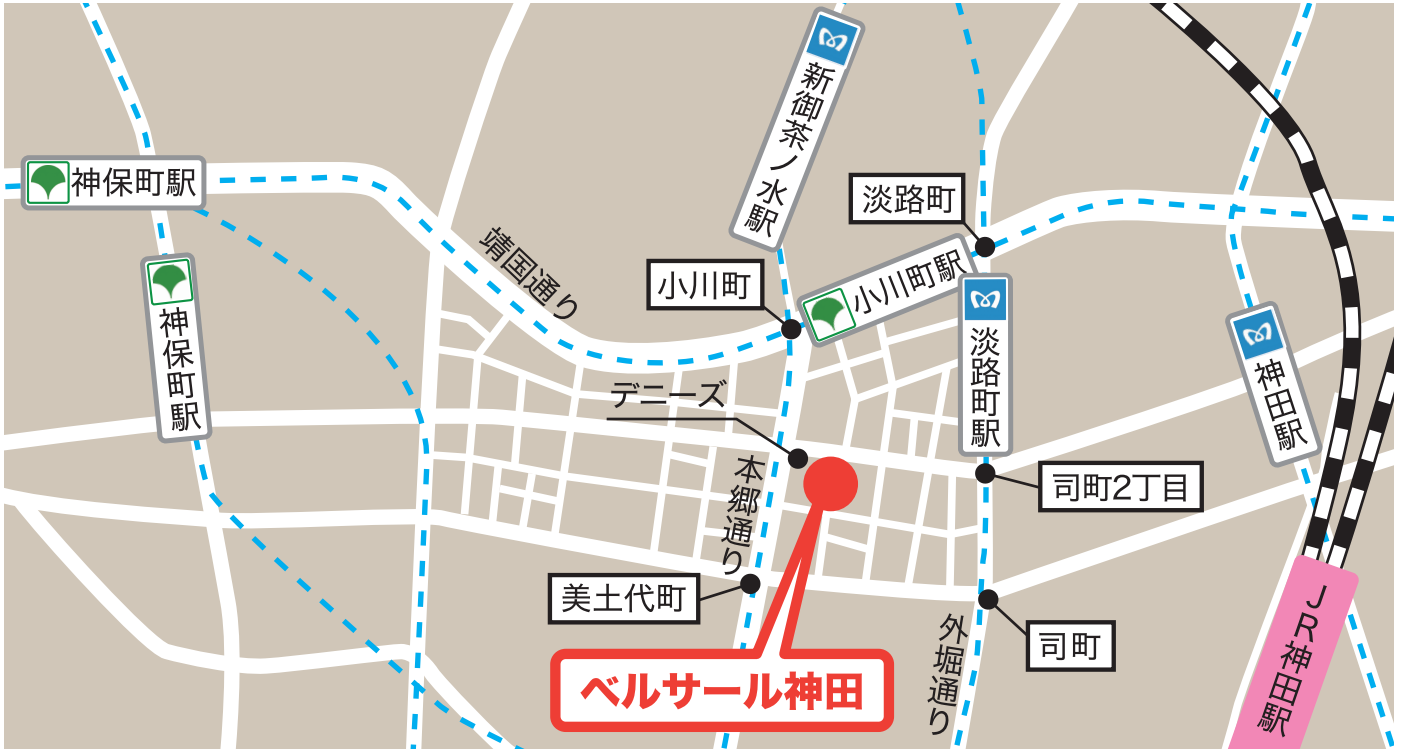 新御茶ノ水駅
神保町駅
淡路町
靖国通り
小川町駅
小川町
神保町駅
淡路町駅
神田駅
デニーズ
本郷通り
司町2丁目
美土代町
外堀通り
司町
JR神田駅
ベルサール神田